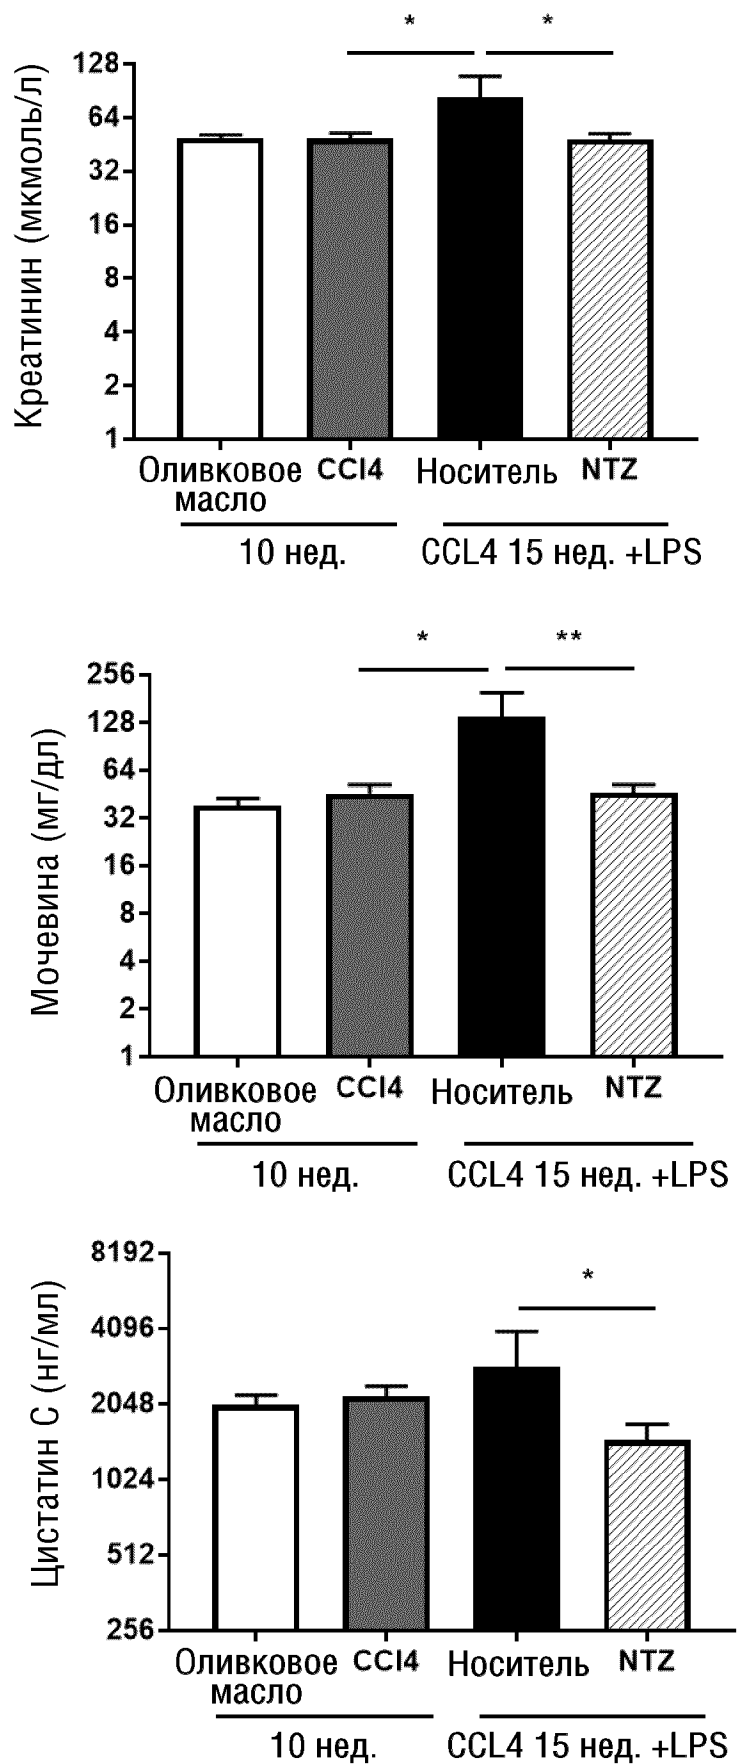 * *
Креатинин (мкмоль/л)
128
64
32
16
8
4
2
1
Оливковое масло CCl4 Носитель NTZ
10 нед. CCL4 15 нед. +LPS
* **
Мочевина (мг/дл)
256
128
64
32
16
8
4
2
1
Оливковое масло CCl4 Носитель NTZ
10 нед. CCL4 15 нед. +LPS
*
Цистатин С (нг/мл)
8192
4096
2048
1024
512
256
Оливковое масло CCl4 Носитель NTZ
10 нед. CCL4 15 нед. +LPS